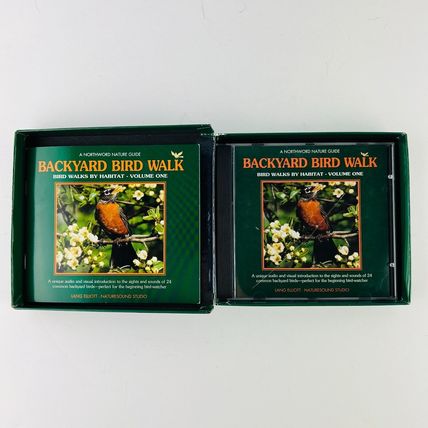 A NORTHWORD NATURE GUIDE
BACKYARD BIRD WALK
BIRD WALKS BY HABITAT - VOLUME ONE
A unique audio and visual introduction to the sights and sounds of 24
common backyard birds—perfect for the beginning bird-watcher
LANG ELLIOTT · NATURESOUND STUDIO
A NORTHWORD NATURE GUIDE
BACKYARD BIRD WALK
BIRD WALKS BY HABITAT - VOLUME ONE
A unique audio and visual introduction to the sights and sounds of 24
common backyard birds—perfect for the beginning bird-watcher
LANG ELLIOTT · NATURESOUND STUDIO